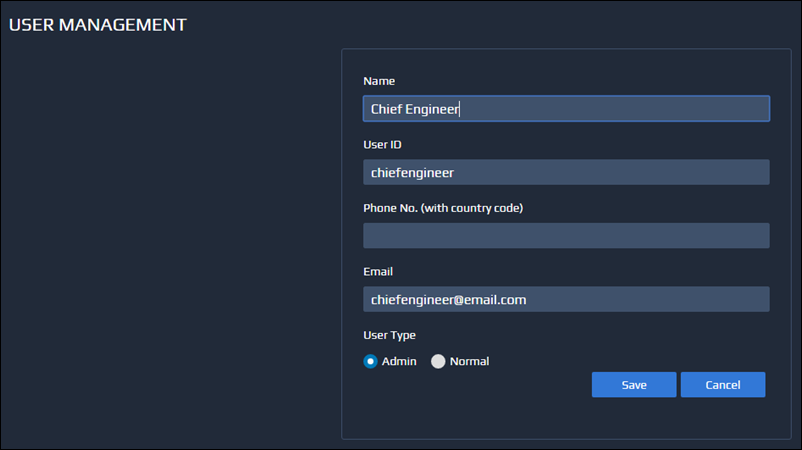 USER MANAGEMENT
Name
Chief Engineer
User ID
chiefengineer
Phone No. (with country code)
Email
chiefengineer@email.com
User Type
Admin Normal
Save Cancel